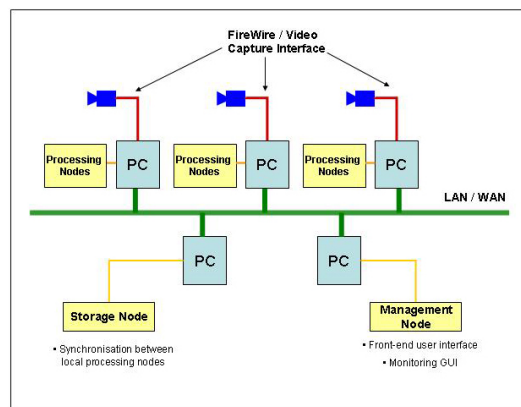 FireWire / Video
Capture Interface
Processing
Nodes
PC
Processing
Nodes
PC
Processing
Nodes
PC
LAN / WAN
PC
PC
Storage Node
Management
Node
▪ Synchronisation between
local processing nodes
▪ Front-end user interface
▪ Monitoring GUI